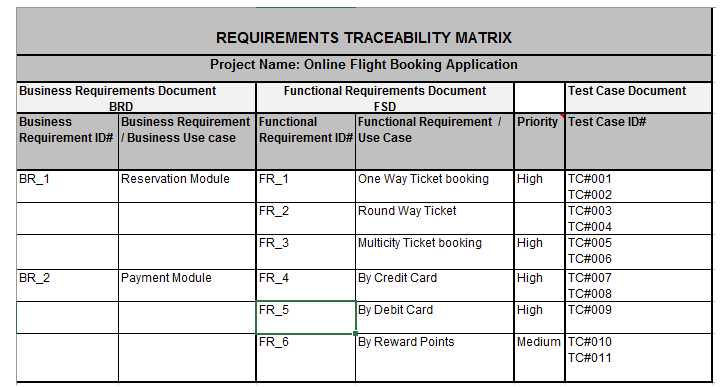 REQUIREMENTS TRACEABILITY MATRIX
Project Name: Online Flight Booking Application
Business Requirements Document Functional Requirements Document Test Case Document
BRD FSD
Business Business Requirement Functional Functional Requirement / Priority Test Case ID#
Requirement ID# / Business Use case Requirement ID# Use Case
BR_1 Reservation Module FR_1 One Way Ticket booking High TC#001
TC#002
FR_2 Round Way Ticket TC#003
TC#004
FR_3 Multicity Ticket booking High TC#005
TC#006
BR_2 Payment Module FR_4 By Credit Card High TC#007
TC#008
FR_5 By Debit Card High TC#009
FR_6 By Reward Points Medium TC#010
TC#011